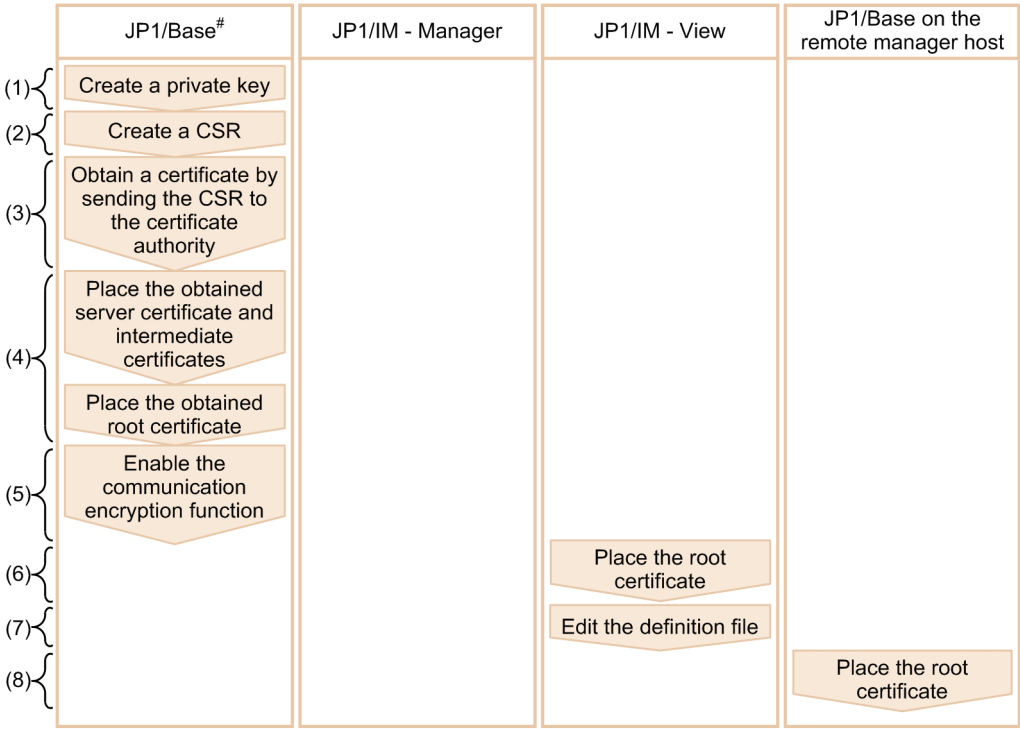 JP1/Base#
JP1/IM - Manager
JP1/IM - View
JP1/Base on the
remote manager host
(1)
Create a private key
(2)
Create a CSR
(3)
Obtain a certificate by
sending the CSR to
the certificate
authority
(4)
Place the obtained
server certificate and
intermediate
certificates
Place the obtained
root certificate
(5)
Enable the
communication
encryption function
(6)
Place the root
certificate
(7)
Edit the definition file
(8)
Place the root
certificate